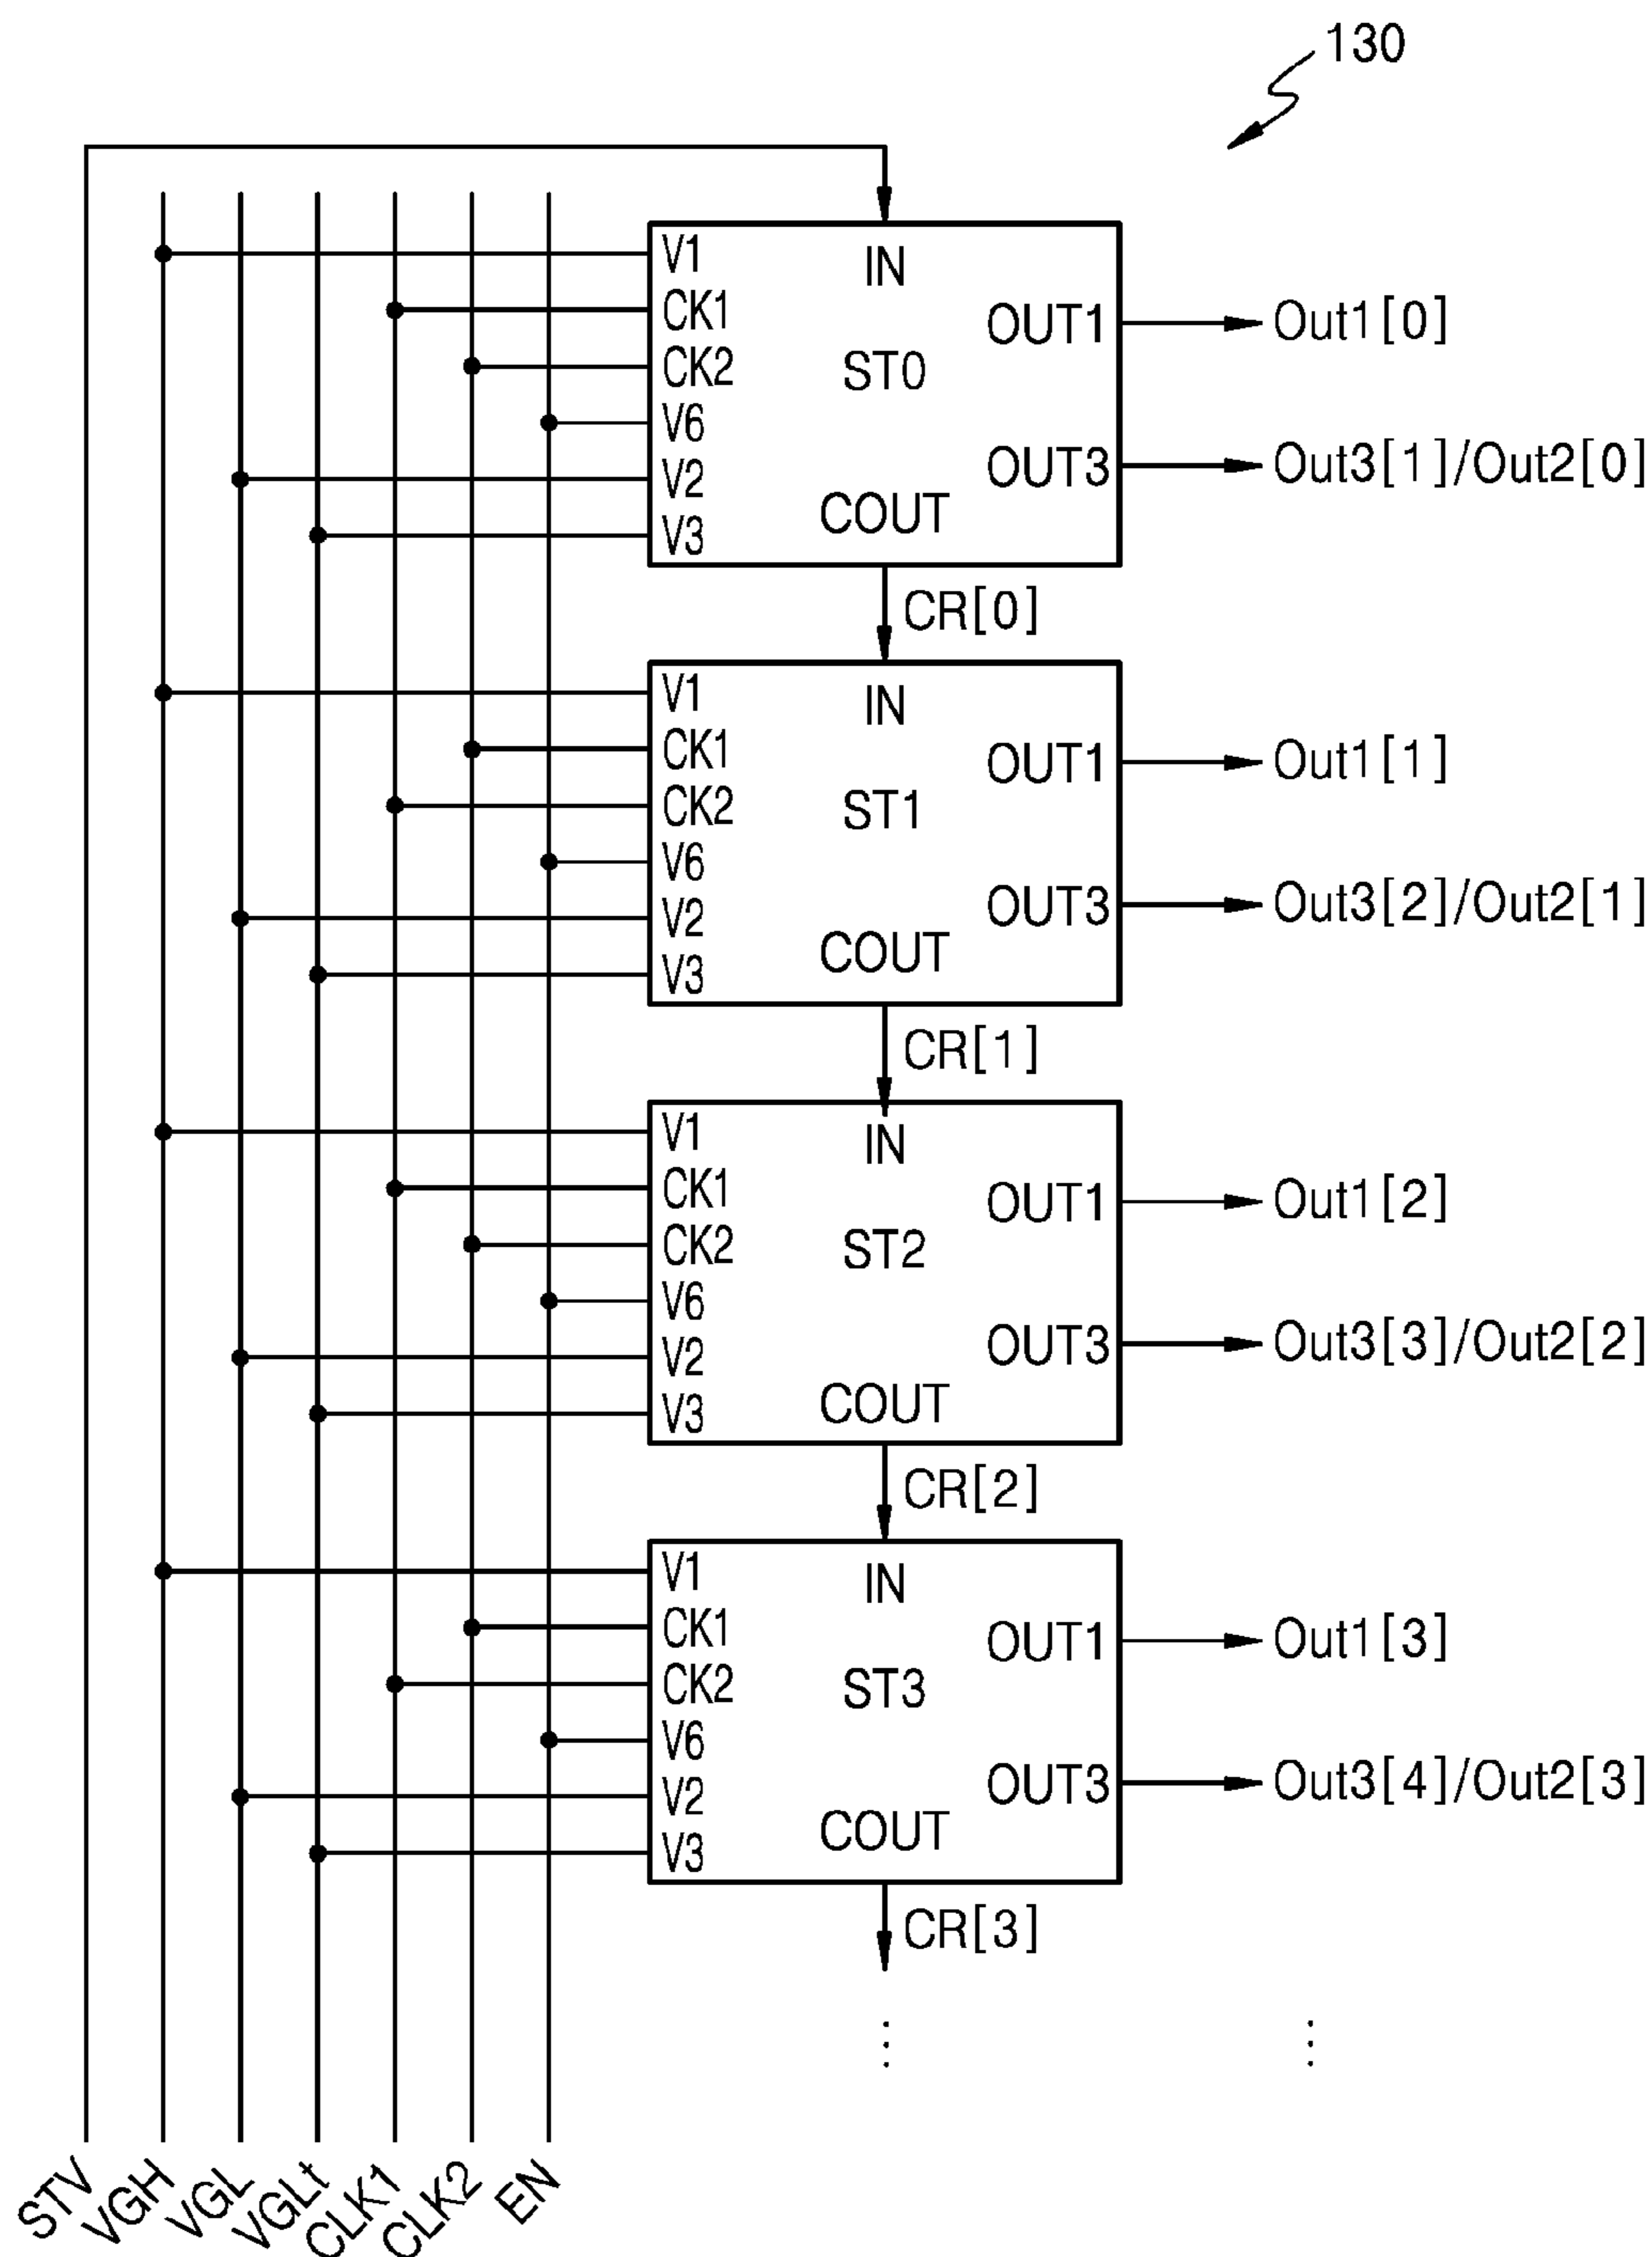 130
V1
IN
CK1
OUT1
Out1[0]
CK2
ST0
V6
V2
OUT3
Out3[1]/Out2[0]
COUT
V3
CR[0]
V1
IN
CK1
OUT1
Out1[1]
CK2
ST1
V6
V2
OUT3
Out3[2]/Out2[1]
COUT
V3
CR[1]
V1
IN
CK1
OUT1
Out1[2]
CK2
ST2
V6
V2
OUT3
Out3[3]/Out2[2]
COUT
V3
CR[2]
V1
IN
CK1
OUT1
Out1[3]
CK2
ST3
V6
V2
OUT3
Out3[4]/Out2[3]
COUT
V3
CR[3]
STV
VGH
VGL
VGLt
CLK1
CLK2
EN